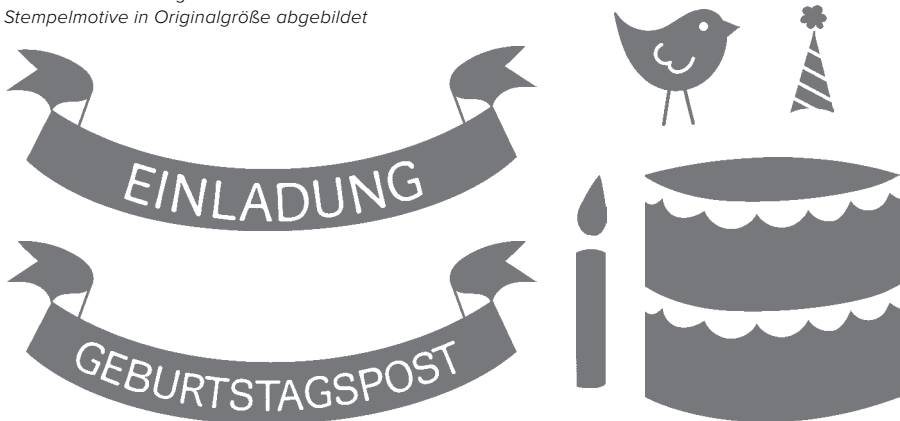 Stempelmotive in Originalgröße abgebildet
EINLADUNG
GEBURTSTAGSPOST